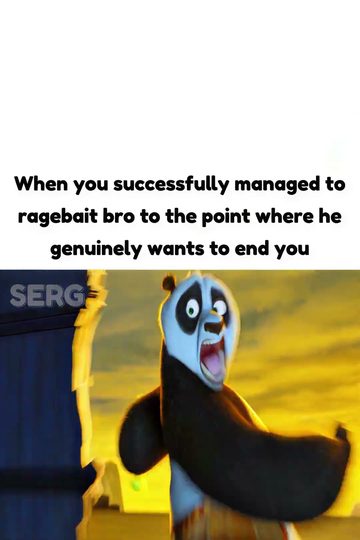 When you successfully managed to
ragebait bro to the point where he
genuinely wants to end you
SERG